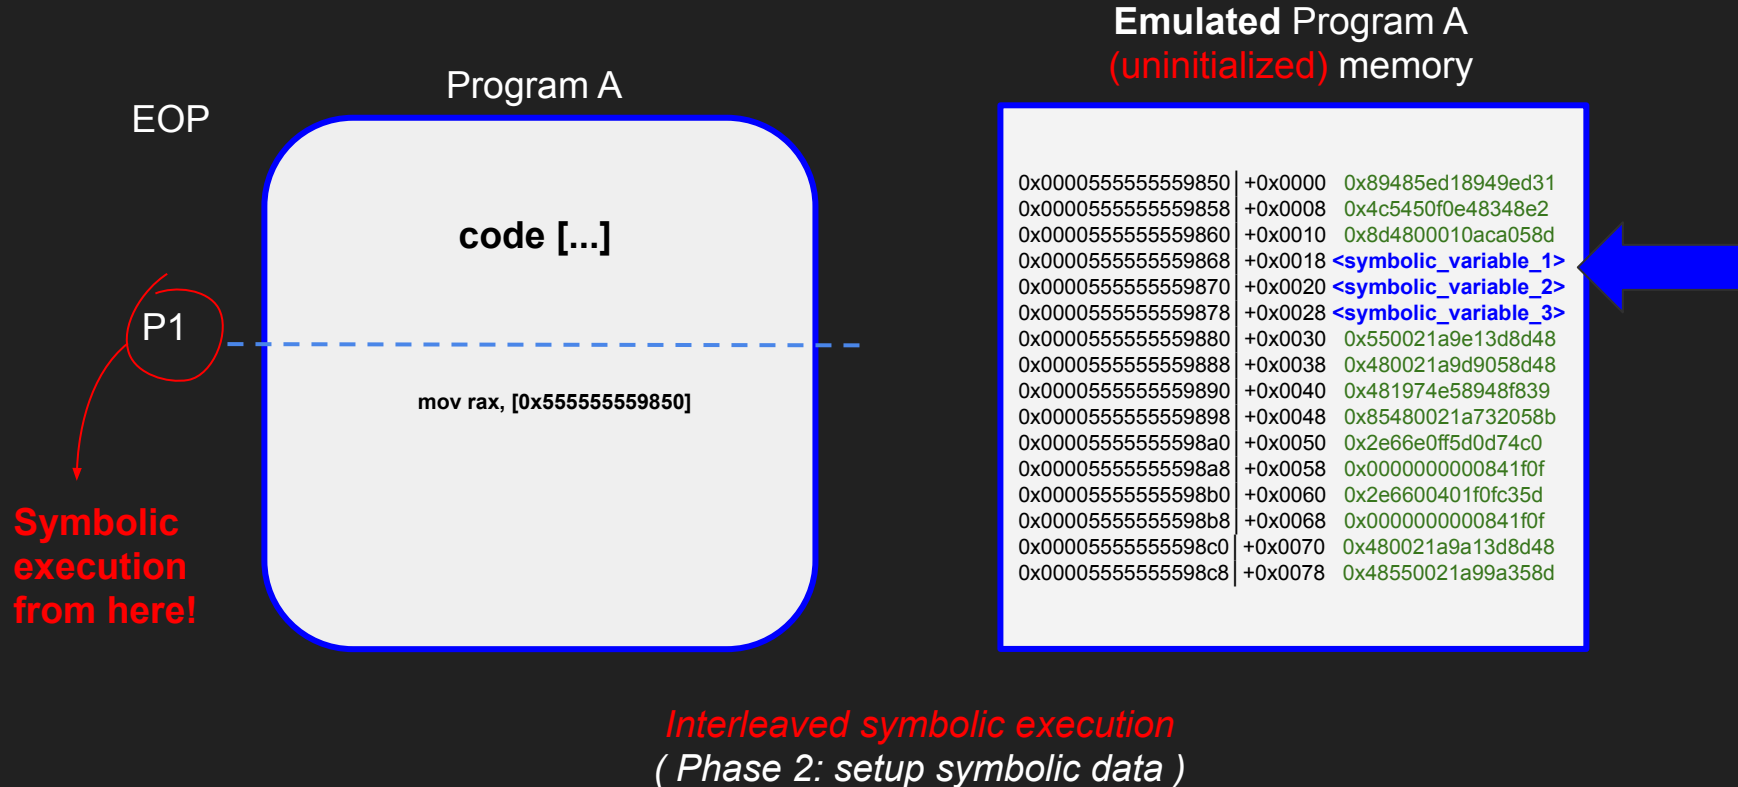 Emulated Program A
(uninitialized) memory
Program A
EOP
code [...]
P1
mov rax, [0x555555559850]
Symbolic
execution
from here!
0x0000555555559850 +0x0000 0x89485ed18949ed31
0x0000555555559858 +0x0008 0x4c5450f0e48348e2
0x0000555555559860 +0x0010 0x8d4800010aca058d
0x0000555555559868 +0x0018 <symbolic_variable_1>
0x0000555555559870 +0x0020 <symbolic_variable_2>
0x0000555555559878 +0x0028 <symbolic_variable_3>
0x0000555555559880 +0x0030 0x550021a9e13d8d48
0x0000555555559888 +0x0038 0x480021a9d9058d48
0x0000555555559890 +0x0040 0x481974e58948f839
0x0000555555559898 +0x0048 0x85480021a732058b
0x00005555555598a0 +0x0050 0x2e66e0ff5d0d74c0
0x00005555555598a8 +0x0058 0x0000000000841f0f
0x00005555555598b0 +0x0060 0x2e6600401f0fc35d
0x00005555555598b8 +0x0068 0x0000000000841f0f
0x00005555555598c0 +0x0070 0x480021a9a13d8d48
0x00005555555598c8 +0x0078 0x48550021a99a358d
Interleaved symbolic execution
( Phase 2: setup symbolic data )